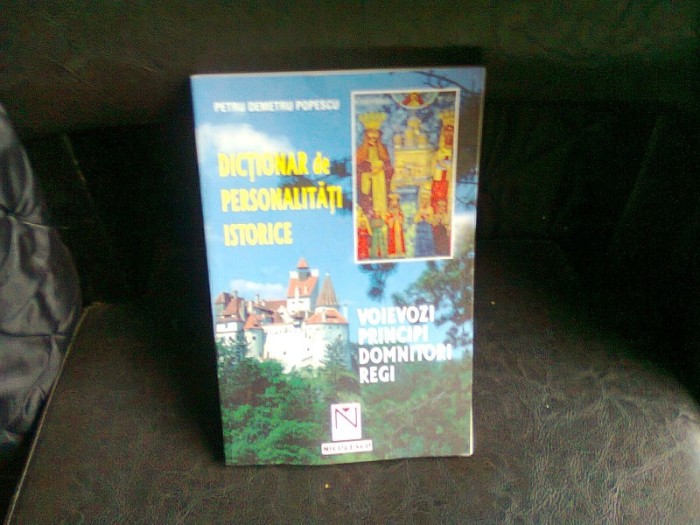 PETRU DEMETRU POPESCU
DICȚIONAR de
PERSONALITĂȚI
ISTORICE
VOIEVOZI
PRINCIPI
DOMNITORI
REGI
N
NICULESCU